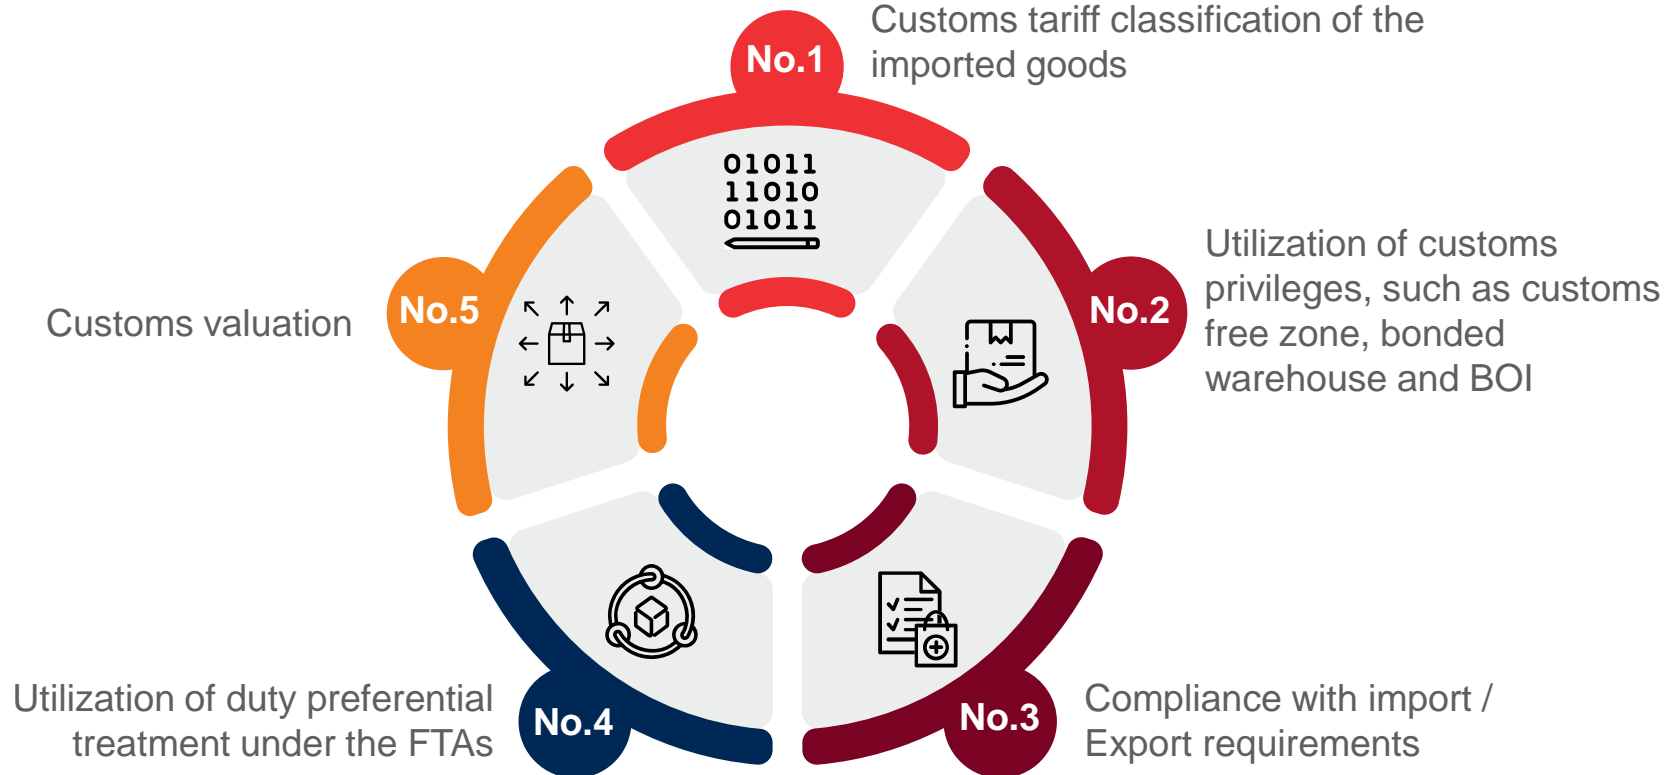 No.1
Customs tariff classification of the
imported goods
01011
11010
01011
No.2
Utilization of customs
privileges, such as customs
free zone, bonded
warehouse and BOI
No.3
Compliance with import /
Export requirements
No.4
Utilization of duty preferential
treatment under the FTAs
No.5
Customs valuation